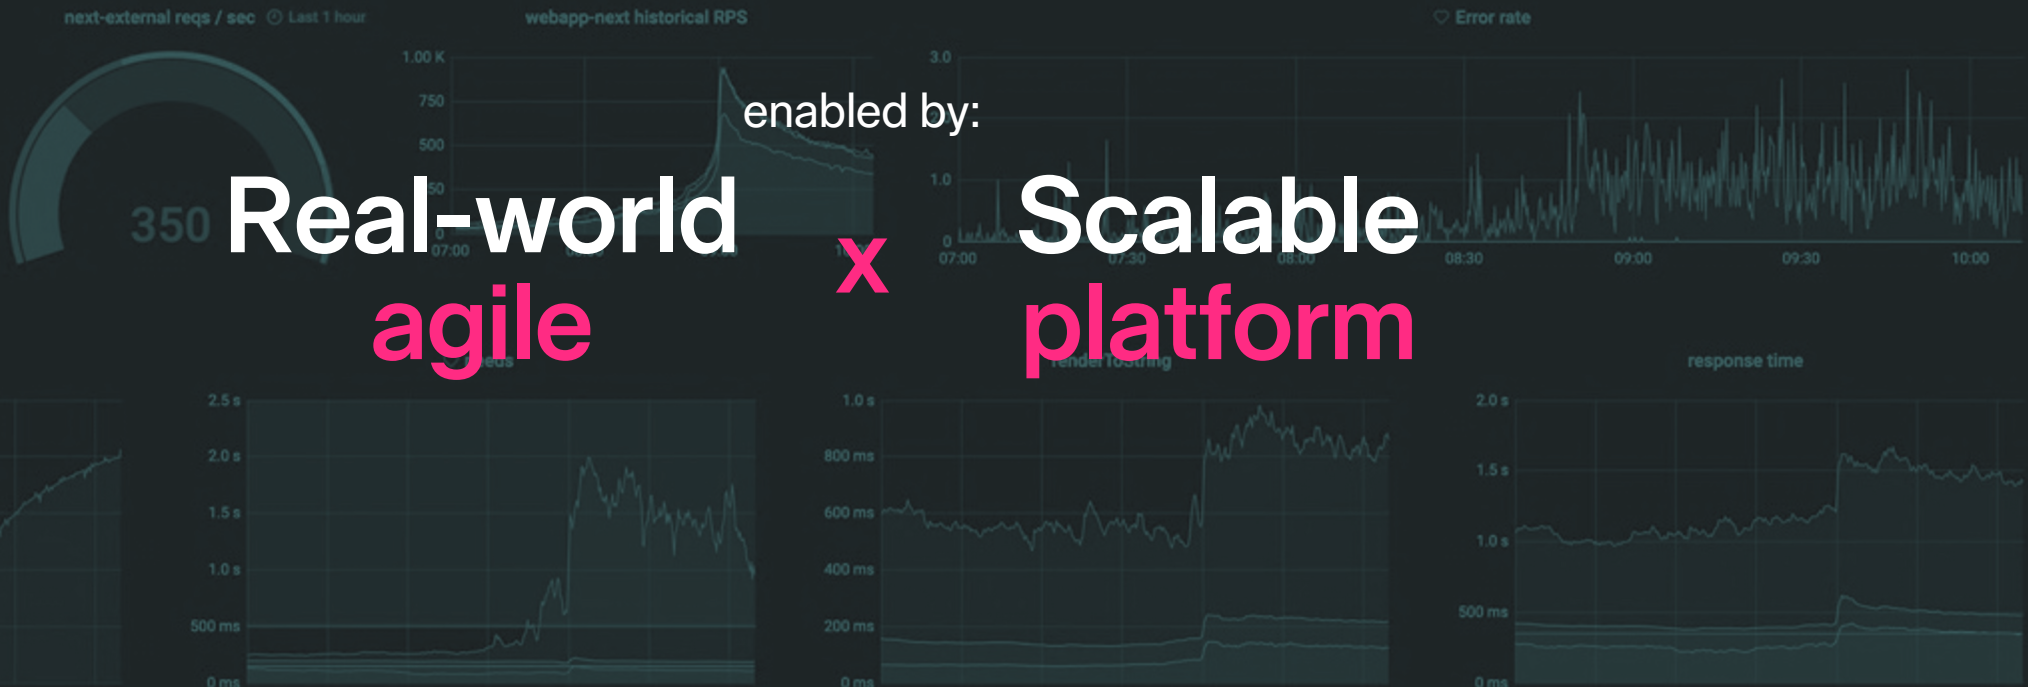 next-external reqs / sec Last 1 hour
webapp-next historical RPS
Error rate
1.00 K
750
500
0
07:00
350
3.0
1.0
0
07:00
07:30
08:00
08:30
09:00
09:30
10:00
enabled by:
Real-world
agile
x
Scalable
platform
2.5 s
2.0 s
1.5 s
1.0 s
500 ms
0 ms
renderToString
1.0 s
800 ms
600 ms
400 ms
200 ms
0 ms
response time
2.0 s
1.5 s
1.0 s
500 ms
0 ms